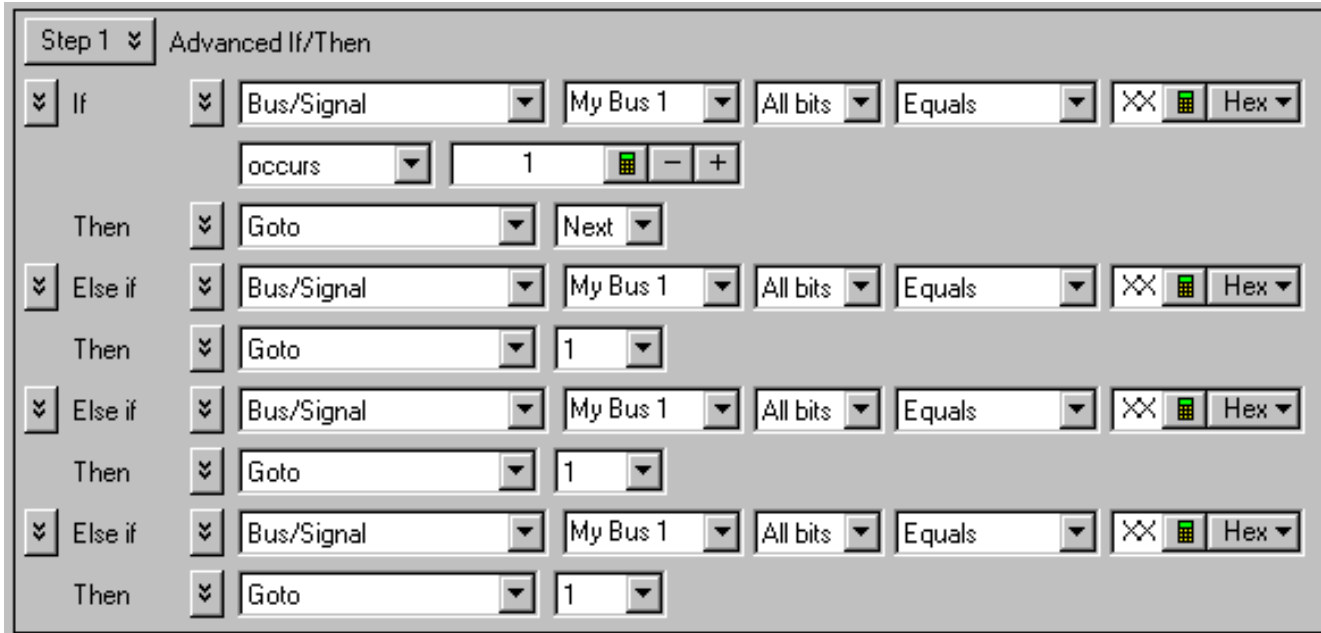 Step 1 Advanced If/Then
If Bus/Signal My Bus 1 All bits Equals XX Hex
occurs 1 − +
Then Goto Next
Else if Bus/Signal My Bus 1 All bits Equals XX Hex
Then Goto 1
Else if Bus/Signal My Bus 1 All bits Equals XX Hex
Then Goto 1
Else if Bus/Signal My Bus 1 All bits Equals XX Hex
Then Goto 1